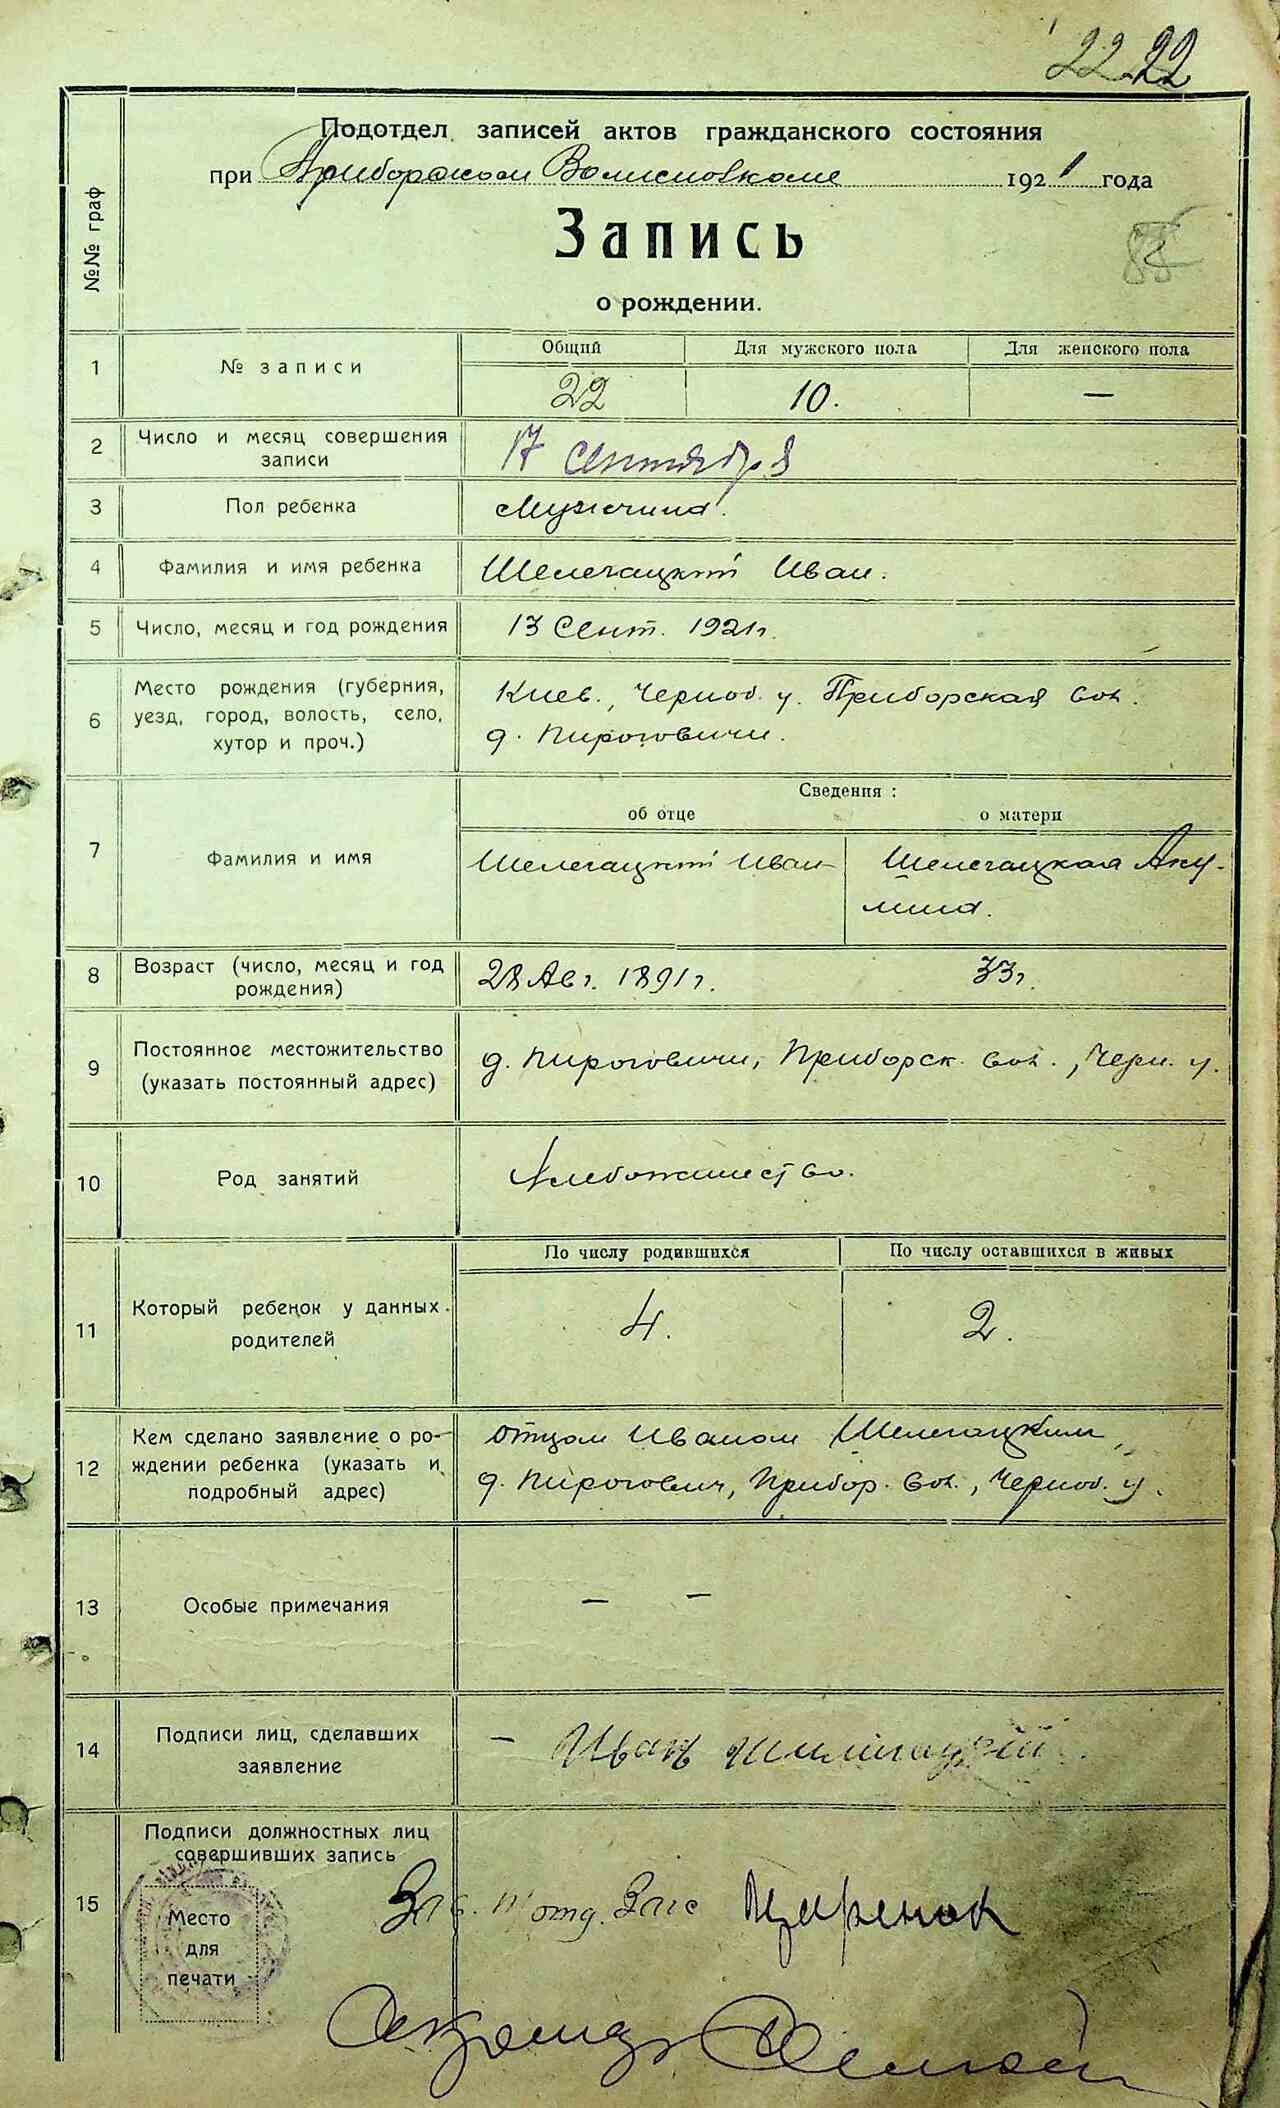 22 22
Подотдел записей актов гражданского состояния
при Приборском Волисполкоме 1921 года
№№ граф
Запись
о рождении.
1 № записи
Общий Для мужского пола Для женского пола
22 10. —
2 Число и месяц совершения
записи
17 Сентября
3 Пол ребенка Мужчина.
4 Фамилия и имя ребенка Шелегацкий Иван.
5 Число, месяц и год рождения 13 Сент. 1921 г.
6 Место рождения (губерния,
уезд, город, волость, село,
хутор и проч.)
Киев., Черноб. у. Приборская вол.
д. Пироговичи.
Сведения:
об отце о матери
7 Фамилия и имя
Шелегацкий Иван
Шелегацкая Аку-
лина.
8 Возраст (число, месяц и год
рождения)
28 Авг. 1891 г. 33 г.
9 Постоянное местожительство
(указать постоянный адрес)
д. Пироговичи, Приборск. вол., Черн. у.
10 Род занятий Хлебопашество.
11 Который ребенок у данных
родителей
По числу родившихся По числу оставшихся в живых
4. 2.
12 Кем сделано заявление о ро-
ждении ребенка (указать и
подробный адрес)
отцом Иваном Шелегацким,
д. Пирогович, Прибор. вол., Черноб. у.
13 Особые примечания — —
14 Подписи лиц, сделавших
заявление
— Иванъ Шилигацкій
15 Подписи должностных лиц
совершивших запись
Место
для
печати
Зав. п/отд. Загс